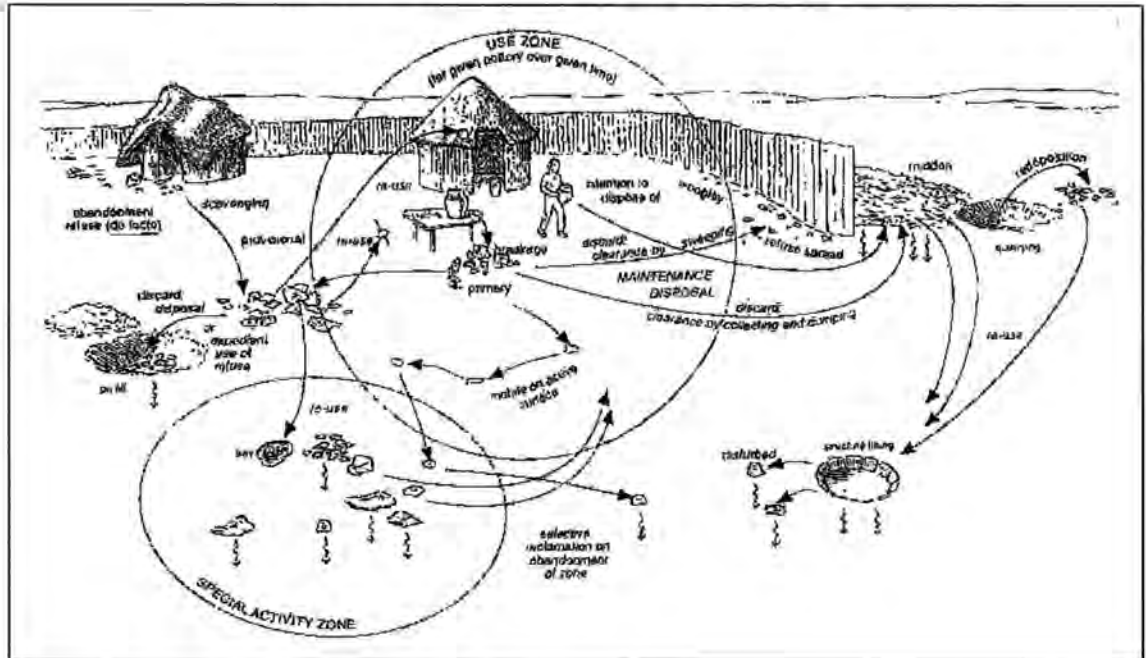 USE ZONE
(for given pottery over given time)
abandonment
refuse (de facto)
scavenging
re-use
provisional
re-use
breakage
primary
intention to
dispose of
discard:
clearance by
sweeping
refuse spread
MAINTENANCE
DISPOSAL
discard:
clearance by collecting and dumping
midden
redeposition
re-use
discard,
disposal
or
expedient
use of
refuse
pit fill
mobile on active
surface
re-use
selective
reclamation on
abandonment
of zone
disturbed
SPECIAL ACTIVITY ZONE